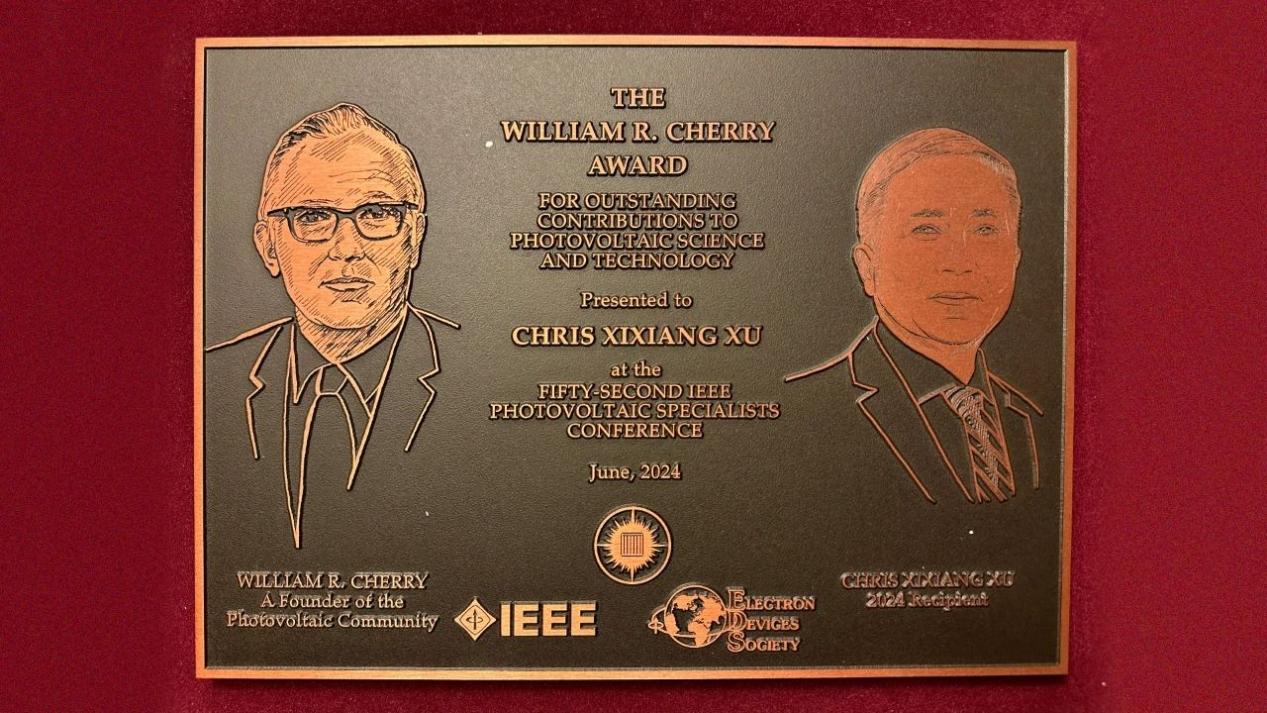 THE
WILLIAM R. CHERRY
AWARD
FOR OUTSTANDING
CONTRIBUTIONS TO
PHOTOVOLTAIC SCIENCE
AND TECHNOLOGY
Presented to
CHRIS XIXIANG XU
at the
FIFTY-SECOND IEEE
PHOTOVOLTAIC SPECIALISTS
CONFERENCE
June, 2024
WILLIAM R. CHERRY
A Founder of the
Photovoltaic Community
IEEE
ELECTRON
DEVICES
SOCIETY
CHRIS XIXIANG XU
2024 Recipient